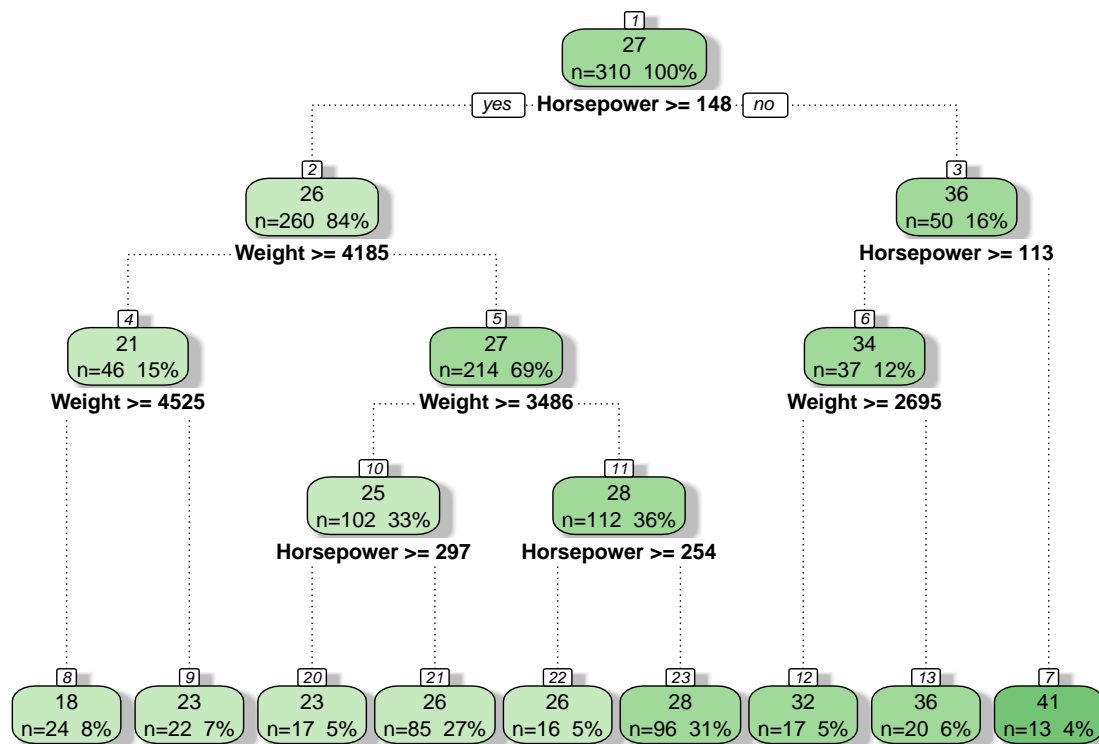 1
27
n=310 100%
yes Horsepower >= 148 no
2
26
n=260 84%
Weight >= 4185
3
36
n=50 16%
Horsepower >= 113
4
21
n=46 15%
Weight >= 4525
5
27
n=214 69%
Weight >= 3486
6
34
n=37 12%
Weight >= 2695
10
25
n=102 33%
Horsepower >= 297
11
28
n=112 36%
Horsepower >= 254
8
18
n=24 8%
9
23
n=22 7%
20
23
n=17 5%
21
26
n=85 27%
22
26
n=16 5%
23
28
n=96 31%
12
32
n=17 5%
13
36
n=20 6%
7
41
n=13 4%